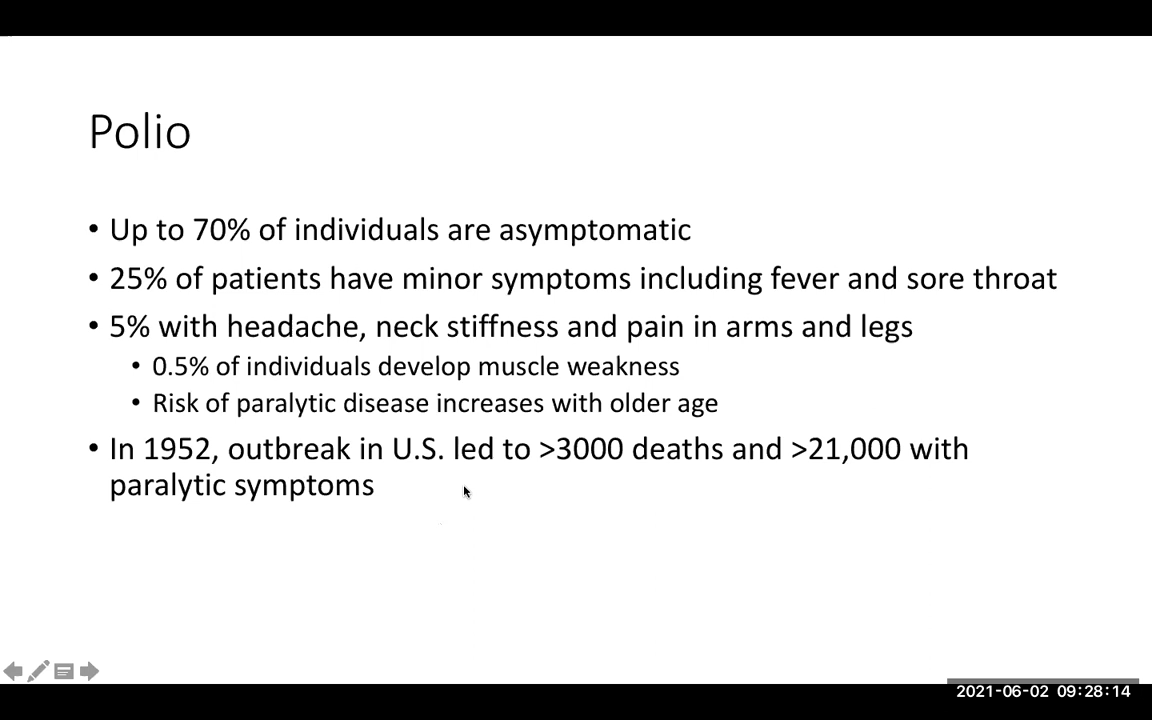 Polio
• Up to 70% of individuals are asymptomatic
• 25% of patients have minor symptoms including fever and sore throat
• 5% with headache, neck stiffness and pain in arms and legs
• 0.5% of individuals develop muscle weakness
• Risk of paralytic disease increases with older age
• In 1952, outbreak in U.S. led to >3000 deaths and >21,000 with
paralytic symptoms
2021-06-02 09:28:14